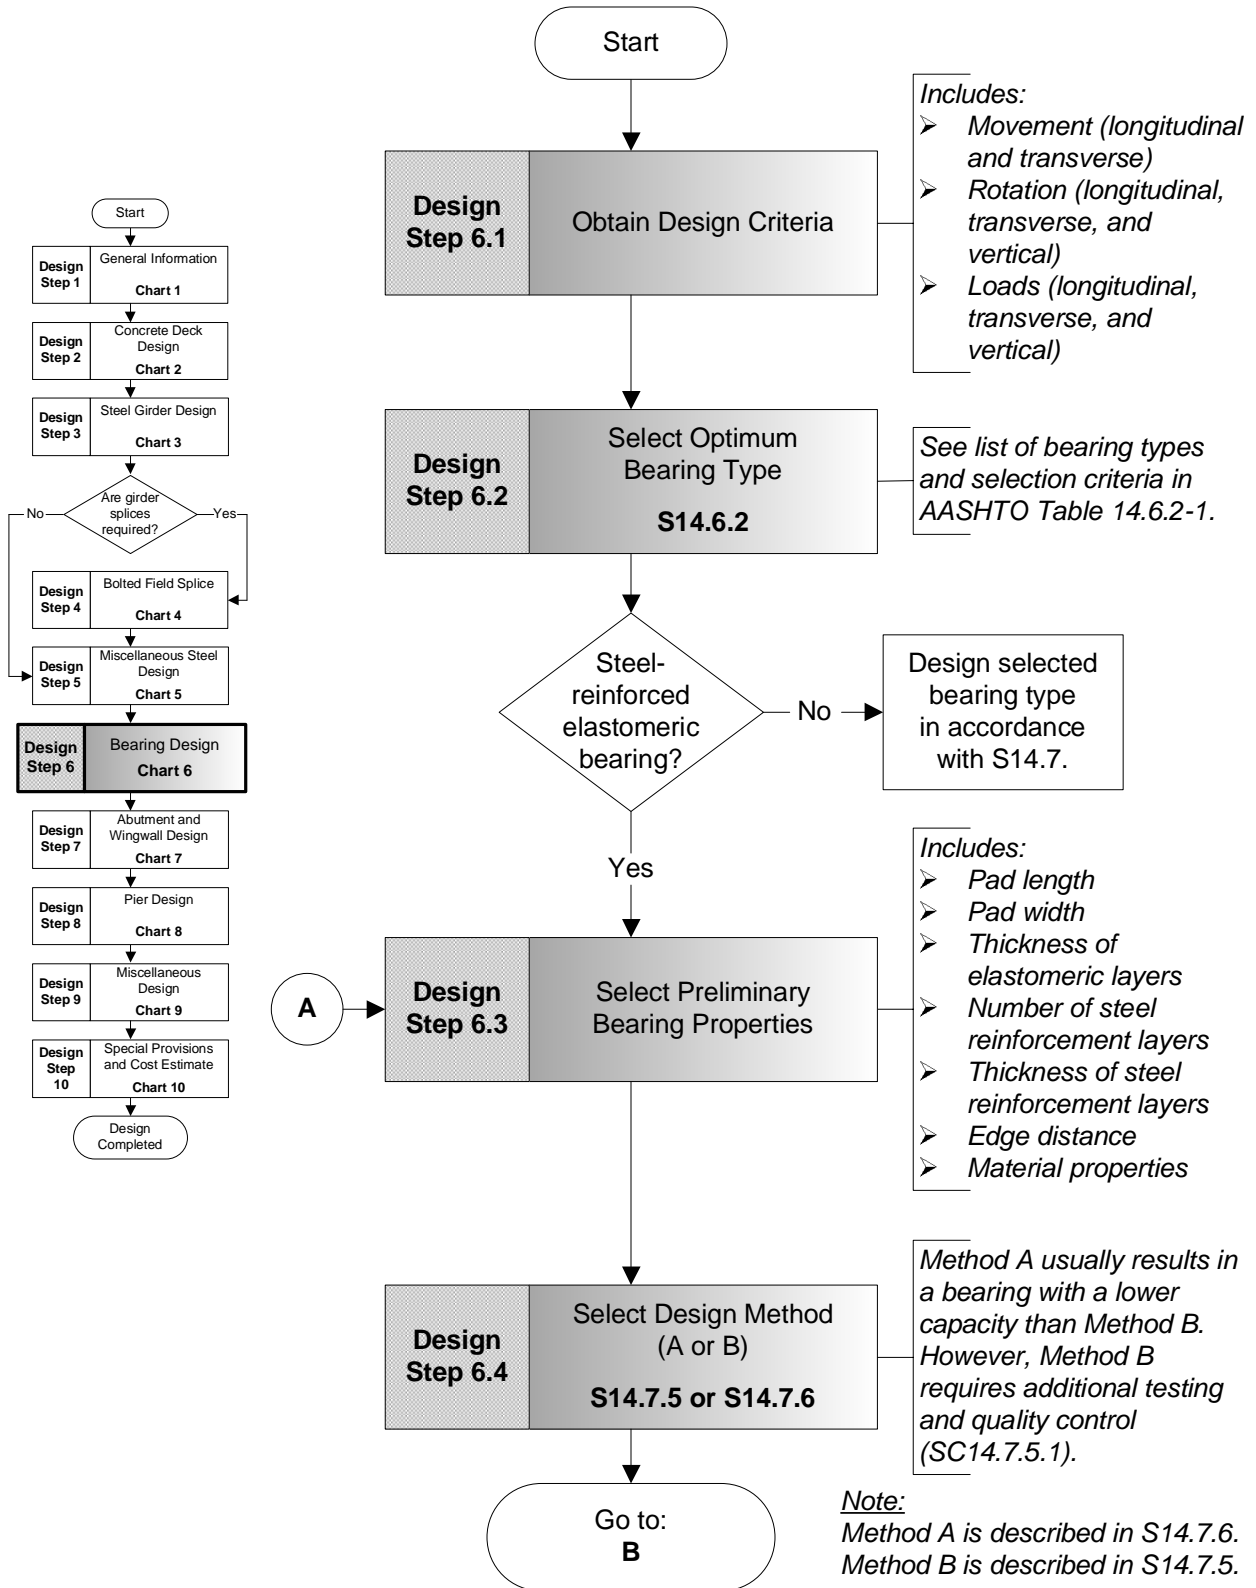 Start
General Information
Design
Step 1
Chart 1
Concrete Deck
Design
Design
Step 2
Chart 2
Steel Girder Design
Design
Step 3
Chart 3
Are girder
splices
required?
No
Yes
Bolted Field Splice
Design
Step 4
Chart 4
Miscellaneous Steel
Design
Design
Step 5
Chart 5
Bearing Design
Design
Step 6
Chart 6
Abutment and
Wingwall Design
Design
Step 7
Chart 7
Pier Design
Design
Step 8
Chart 8
Miscellaneous
Design
Design
Step 9
Chart 9
Special Provisions
and Cost Estimate
Design
Step
10
Chart 10
Design
Completed
Start
Design
Step 6.1
Obtain Design Criteria
Includes:
➢ Movement (longitudinal
and transverse)
➢ Rotation (longitudinal,
transverse, and
vertical)
➢ Loads (longitudinal,
transverse, and
vertical)
Design
Step 6.2
Select Optimum
Bearing Type
S14.6.2
See list of bearing types
and selection criteria in
AASHTO Table 14.6.2-1.
Steel-
reinforced
elastomeric
bearing?
No
Design selected
bearing type
in accordance
with S14.7.
Yes
A
Design
Step 6.3
Select Preliminary
Bearing Properties
Includes:
➢ Pad length
➢ Pad width
➢ Thickness of
elastomeric layers
➢ Number of steel
reinforcement layers
➢ Thickness of steel
reinforcement layers
➢ Edge distance
➢ Material properties
Design
Step 6.4
Select Design Method
(A or B)
S14.7.5 or S14.7.6
Method A usually results in
a bearing with a lower
capacity than Method B.
However, Method B
requires additional testing
and quality control
(SC14.7.5.1).
Go to:
B
Note:
Method A is described in S14.7.6.
Method B is described in S14.7.5.